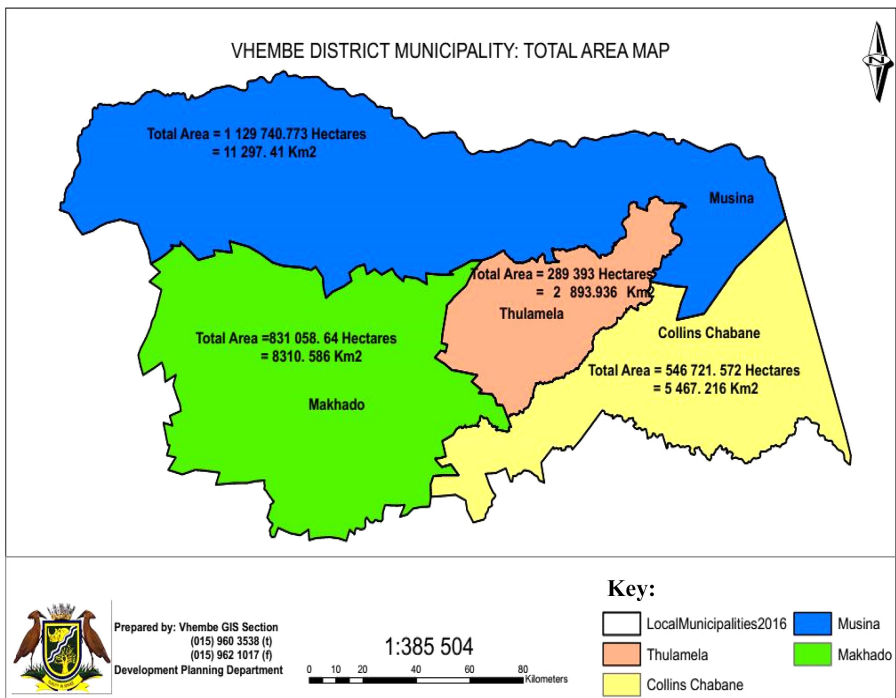 VHEMBE DISTRICT MUNICIPALITY: TOTAL AREA MAP
N
Total Area = 1 129 740.773 Hectares
= 11 297. 41 Km2
Musina
Total Area = 289 393 Hectares
= 2 893.936 Km2
Thulamela
Total Area =831 058. 64 Hectares
= 8310. 586 Km2
Makhado
Collins Chabane
Total Area = 546 721. 572 Hectares
= 5 467. 216 Km2
Prepared by: Vhembe GIS Section
(015) 960 3538 (t)
(015) 962 1017 (f)
Development Planning Department
1:385 504
0 5 10 20 40 60 80
Kilometers
Key:
LocalMunicipalities2016
Musina
Thulamela
Makhado
Collins Chabane